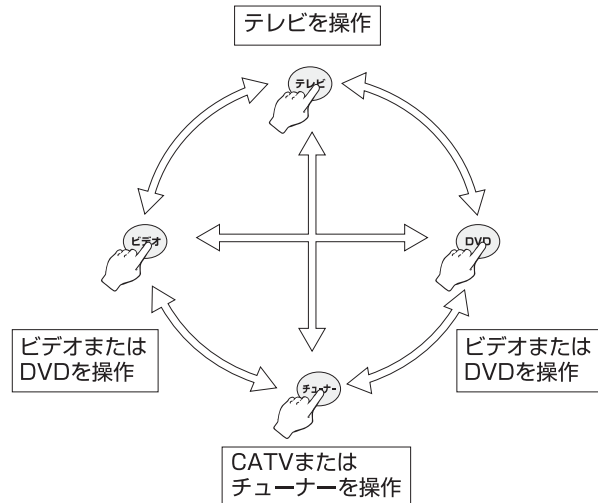 テレビを操作
テレビ
ビデオ
DVD
ビデオまたは
DVDを操作
ビデオまたは
DVDを操作
チューナー
CATVまたは
チューナーを操作